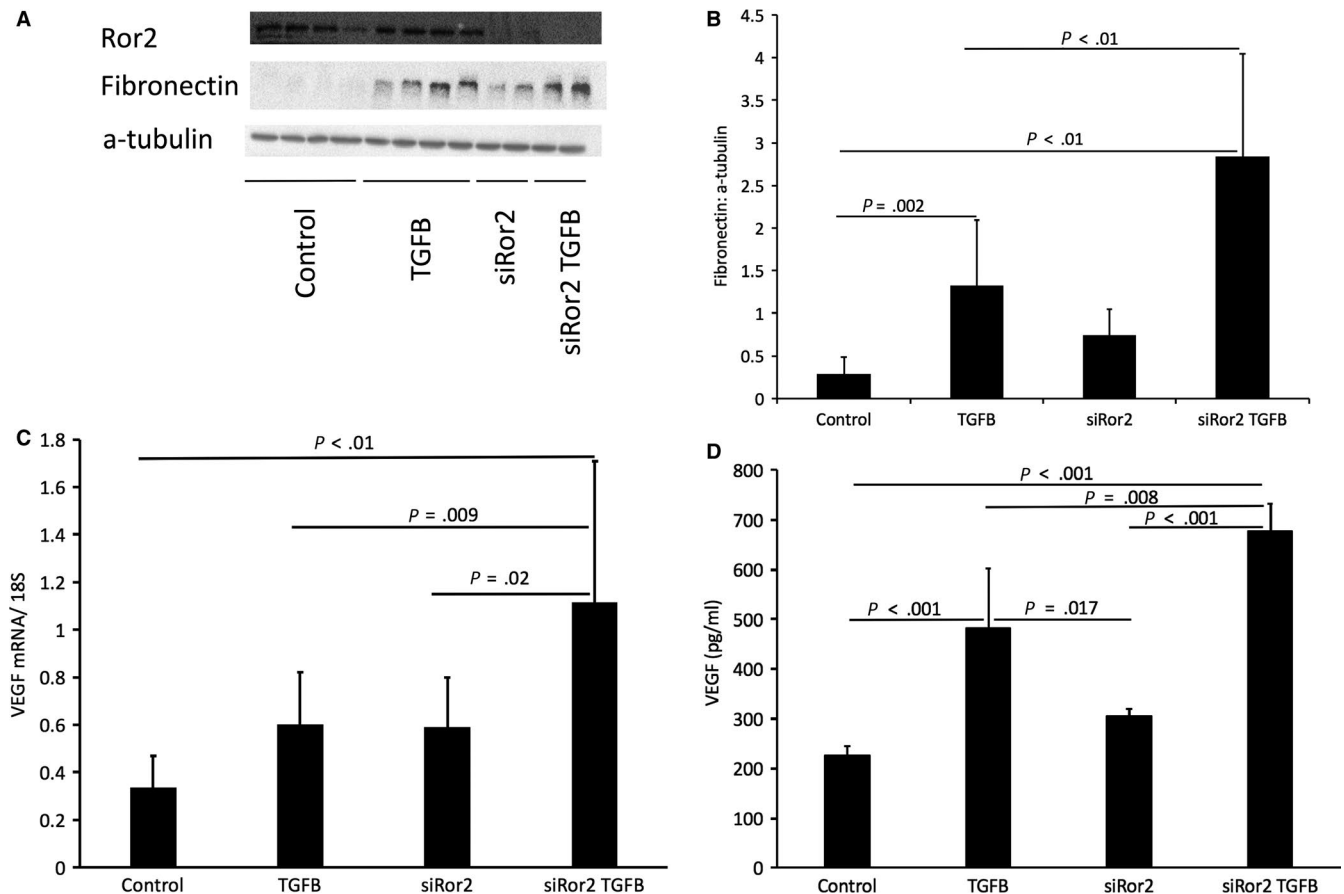 A
Ror2
Fibronectin
a-tubulin
Control
TGFB
siRor2
siRor2 TGFB
B
Fibronectin: a-tubulin
4.5
4
3.5
3
2.5
2
1.5
1
0.5
0
P < .01
P < .01
P = .002
Control TGFB siRor2 siRor2 TGFB
C
VEGF mRNA/ 18S
1.8
1.6
1.4
1.2
1
0.8
0.6
0.4
0.2
0
P < .01
P = .009
P = .02
Control TGFB siRor2 siRor2 TGFB
D
VEGF (pg/ml)
800
700
600
500
400
300
200
100
0
P < .001
P = .008
P < .001
P < .001 P = .017
Control TGFB siRor2 siRor2 TGFB